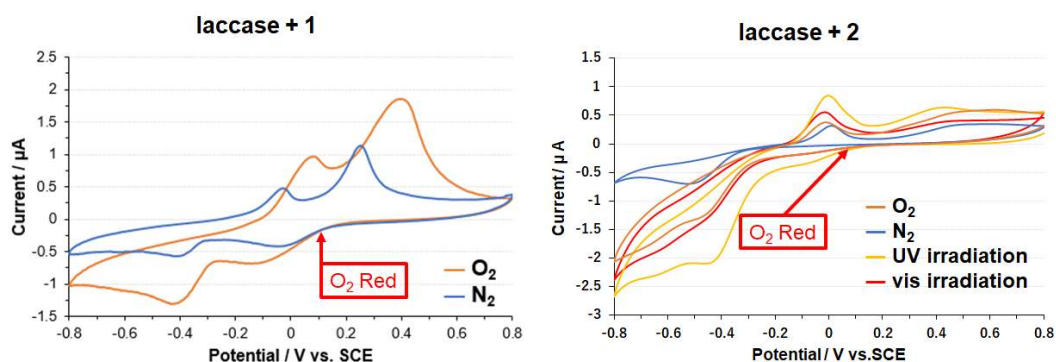 laccase + 1
2.5
2
1.5
1
0.5
0
-0.5
-1
-1.5
-0.8 -0.6 -0.4 -0.2 0 0.2 0.4 0.6 0.8
Current / µA
Potential / V vs. SCE
O2 Red
O2
N2
laccase + 2
1.5
1
0.5
0
-0.5
-1
-1.5
-2
-2.5
-3
-0.8 -0.6 -0.4 -0.2 0 0.2 0.4 0.6 0.8
Current / µ A
Potential / V vs.SCE
O2 Red
O2
N2
UV irradiation
vis irradiation